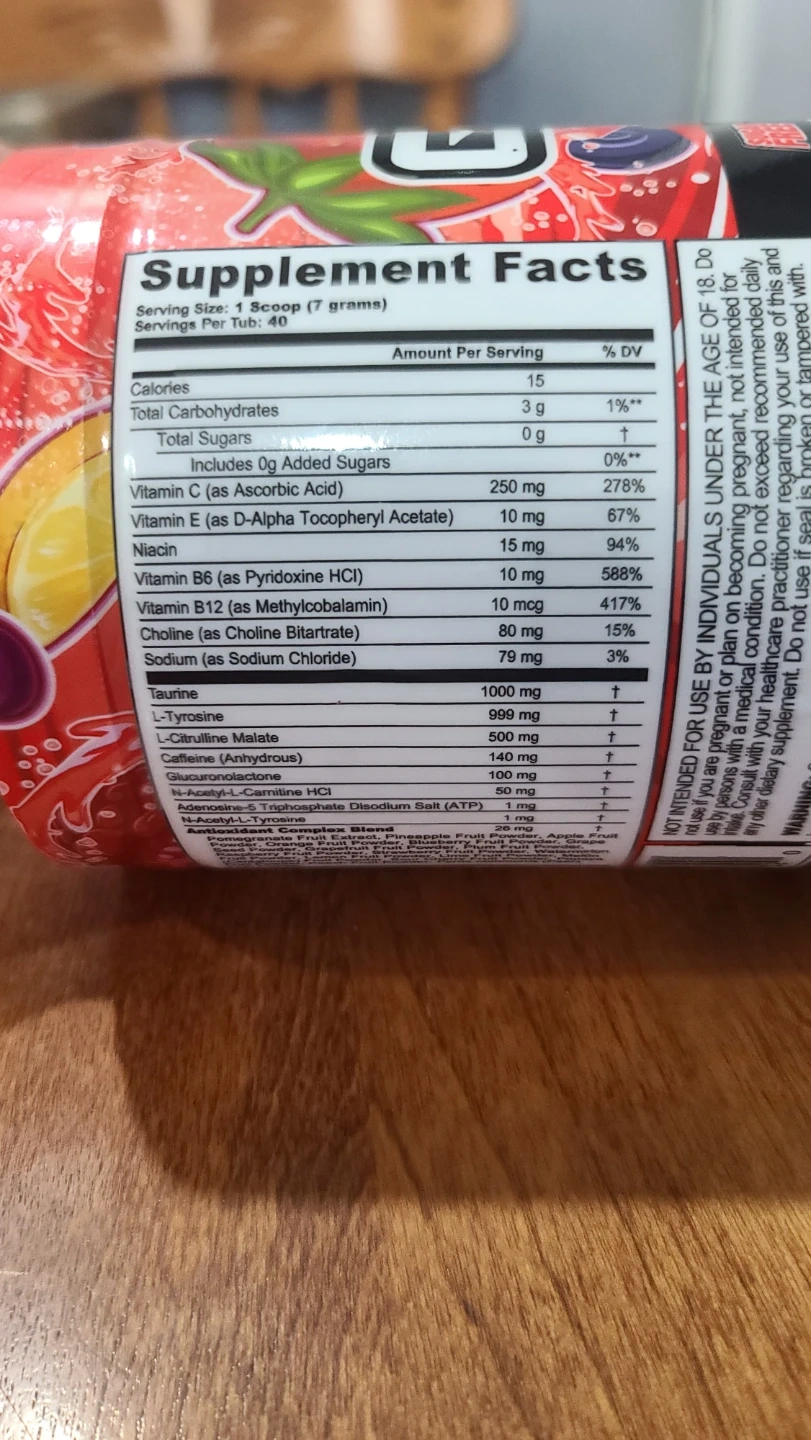 Supplement Facts
Serving Size: 1 Scoop (7 grams)
Servings Per Tub: 40
Amount Per Serving % DV
Calories 15
Total Carbohydrates 3 g 1%**
Total Sugars 0 g †
Includes 0g Added Sugars 0%**
Vitamin C (as Ascorbic Acid) 250 mg 278%
Vitamin E (as D-Alpha Tocopheryl Acetate) 10 mg 67%
Niacin 15 mg 94%
Vitamin B6 (as Pyridoxine HCl) 10 mg 588%
Vitamin B12 (as Methylcobalamin) 10 mcg 417%
Choline (as Choline Bitartrate) 80 mg 15%
Sodium (as Sodium Chloride) 79 mg 3%
Taurine 1000 mg †
L-Tyrosine 999 mg †
L-Citrulline Malate 500 mg †
Caffeine (Anhydrous) 140 mg †
Glucuronolactone 100 mg †
N-Acetyl-L-Carnitine HCl 50 mg †
Adenosine-5 Triphosphate Disodium Salt (ATP) 1 mg †
N-Acetyl-L-Tyrosine 1 mg †
Antioxidant Complex Blend 26 mg †
Pomegranate Fruit Extract, Pineapple Fruit Powder, Apple Fruit
Powder, Orange Fruit Powder, Blueberry Fruit Powder, Grape
Seed Powder, Grapefruit Fruit Powder, Plum Fruit Powder,
Raspberry Fruit Powder, Strawberry Fruit Powder, Watermelon
NOT INTENDED FOR USE BY INDIVIDUALS UNDER THE AGE OF 18. Do
not use if you are pregnant or plan on becoming pregnant, not intended for
use by persons with a medical condition. Do not exceed recommended daily
intake. Consult with your healthcare practitioner regarding your use of this and
any other dietary supplement. Do not use if seal is broken or tampered with.
WARNING:
0